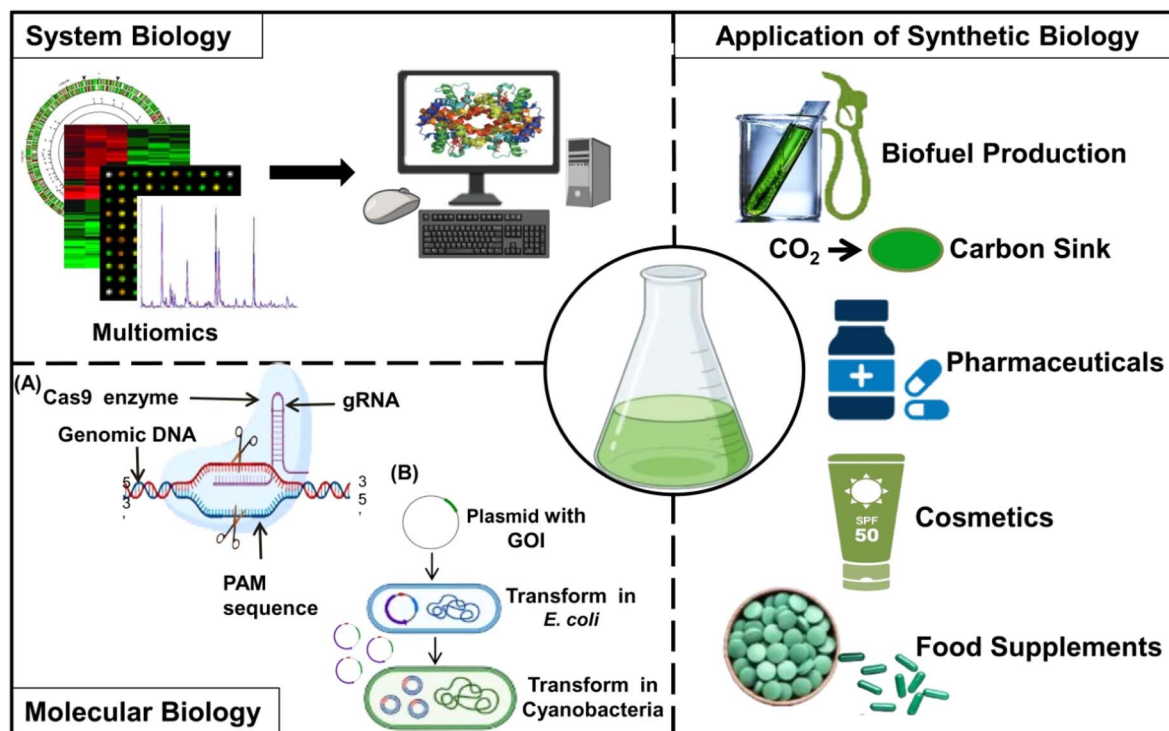 System Biology
Multiomics
Application of Synthetic Biology
Biofuel Production
CO₂
Carbon Sink
Pharmaceuticals
SPF
50
Cosmetics
Food Supplements
(A)
Cas9 enzyme
gRNA
Genomic DNA
5'
3'
3
5'
PAM
sequence
(B)
Plasmid with
GOI
Transform in
E. coli
Transform in
Cyanobacteria
Molecular Biology